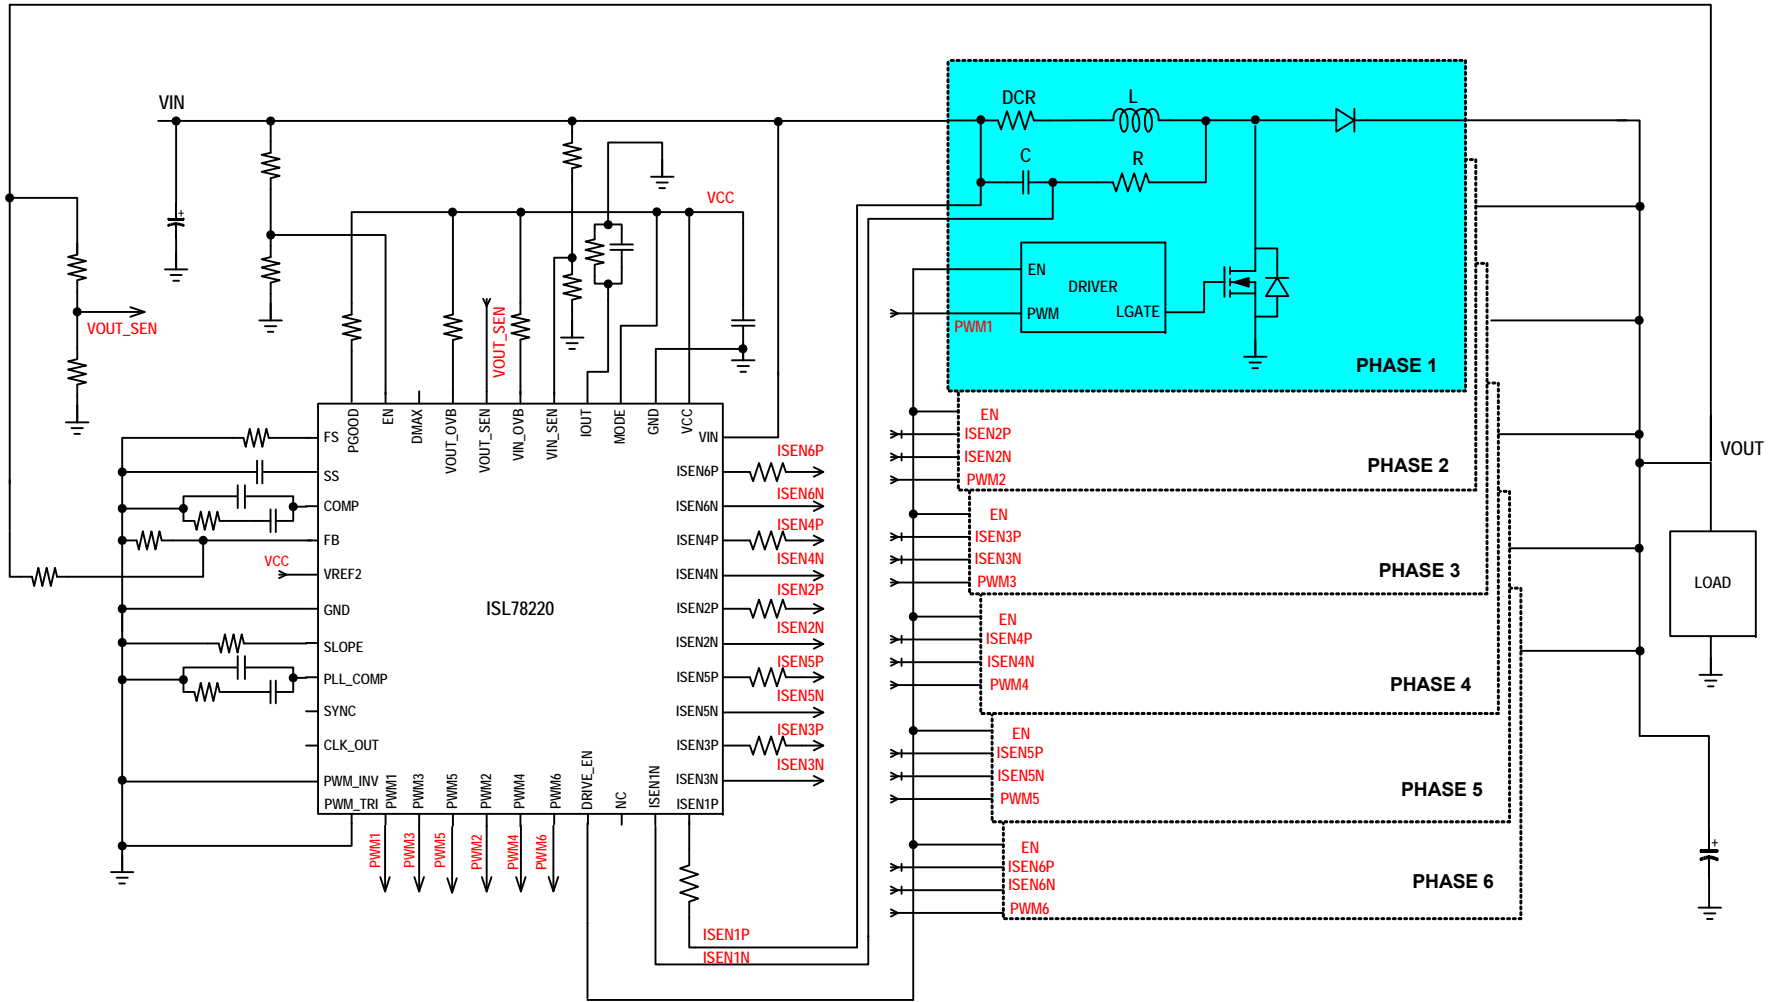 VIN
VCC
VOUT_SEN
VOUT_SEN
PGOOD
EN
DMAX
VOUT_OVB
VOUT_SEN
VIN_OVB
VIN_SEN
IOUT
MODE
GND
VCC
FS
SS
COMP
FB
VCC
VREF2
GND
SLOPE
PLL_COMP
SYNC
CLK_OUT
PWM_INV
PWM_TRI
ISL78220
VIN
ISEN6P
ISEN6N
ISEN4P
ISEN4N
ISEN2P
ISEN2N
ISEN5P
ISEN5N
ISEN3P
ISEN3N
ISEN1P
ISEN6P
ISEN6N
ISEN4P
ISEN4N
ISEN2P
ISEN2N
ISEN5P
ISEN5N
ISEN3P
ISEN3N
PWM1
PWM3
PWM5
PWM2
PWM4
PWM6
DRIVE_EN
NC
ISEN1N
PWM1
PWM3
PWM5
PWM2
PWM4
PWM6
ISEN1P
ISEN1N
DCR
L
C
R
EN
DRIVER
LGATE
PWM
PWM1
PHASE 1
EN
ISEN2P
ISEN2N
PWM2
PHASE 2
EN
ISEN3P
ISEN3N
PWM3
PHASE 3
EN
ISEN4P
ISEN4N
PWM4
PHASE 4
EN
ISEN5P
ISEN5N
PWM5
PHASE 5
EN
ISEN6P
ISEN6N
PWM6
PHASE 6
VOUT
LOAD
+
+